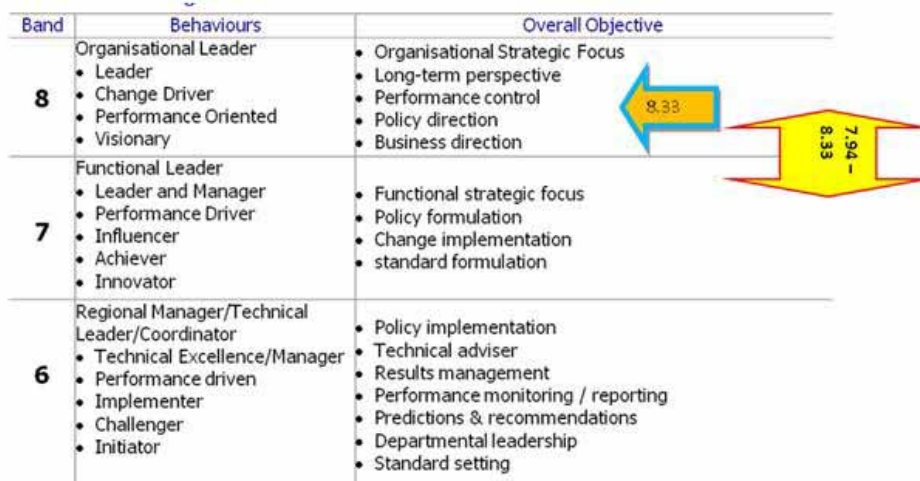 Band Behaviours Overall Objective
8
Organisational Leader
• Leader
• Change Driver
• Performance Oriented
• Visionary
• Organisational Strategic Focus
• Long-term perspective
• Performance control
• Policy direction
• Business direction
8.33
7.94 –
8.33
7
Functional Leader
• Leader and Manager
• Performance Driver
• Influencer
• Achiever
• Innovator
• Functional strategic focus
• Policy formulation
• Change implementation
• standard formulation
6
Regional Manager/Technical
Leader/Coordinator
• Technical Excellence/Manager
• Performance driven
• Implementer
• Challenger
• Initiator
• Policy implementation
• Technical adviser
• Results management
• Performance monitoring / reporting
• Predictions & recommendations
• Departmental leadership
• Standard setting